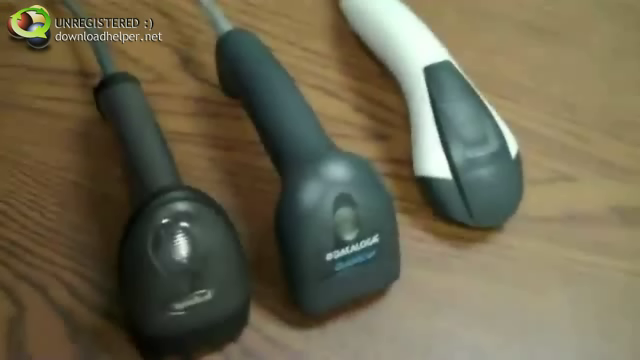 UNREGISTERED :)
downloadhelper.net
DATALOGIC